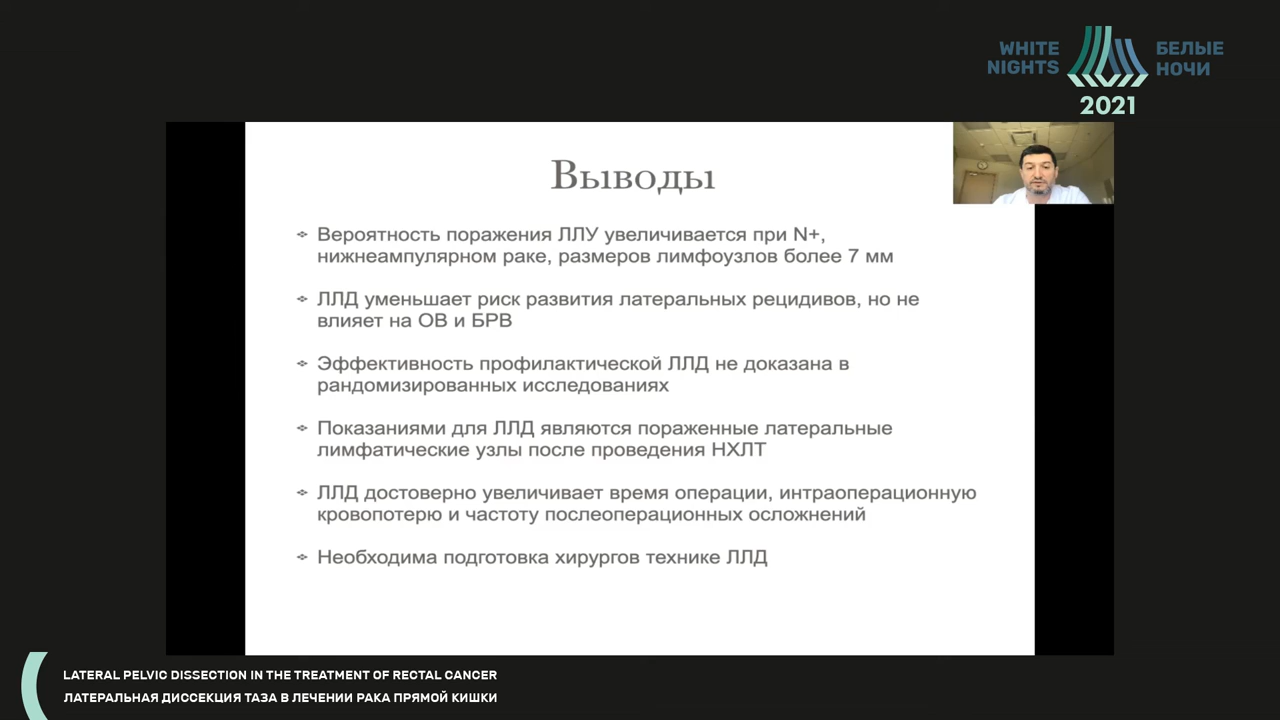 WHITE
NIGHTS
БЕЛЫЕ
НОЧИ
2021
Выводы
Вероятность поражения ЛЛУ увеличивается при N+,
нижнеампулярном раке, размеров лимфоузлов более 7 мм
ЛЛД уменьшает риск развития латеральных рецидивов, но не
влияет на ОВ и БРВ
Эффективность профилактической ЛЛД не доказана в
рандомизированных исследованиях
Показаниями для ЛЛД являются пораженные латеральные
лимфатические узлы после проведения НХЛТ
ЛЛД достоверно увеличивает время операции, интраоперационную
кровопотерю и частоту послеоперационных осложнений
Необходима подготовка хирургов технике ЛЛД
LATERAL PELVIC DISSECTION IN THE TREATMENT OF RECTAL CANCER
ЛАТЕРАЛЬНАЯ ДИССЕКЦИЯ ТАЗА В ЛЕЧЕНИИ РАКА ПРЯМОЙ КИШКИ